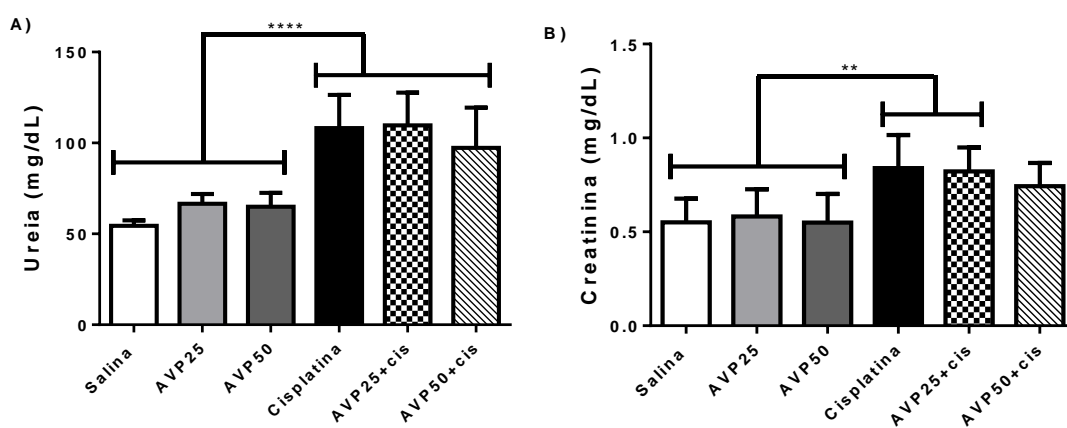 A)
****
Ureia (mg/dL)
150
100
50
0
Salina
AVP25
AVP50
Cisplatina
AVP25+cis
AVP50+cis
B)
**
Creatinina (mg/dL)
1.5
1.0
0.5
0.0
Salina
AVP25
AVP50
Cisplatina
AVP25+cis
AVP50+cis